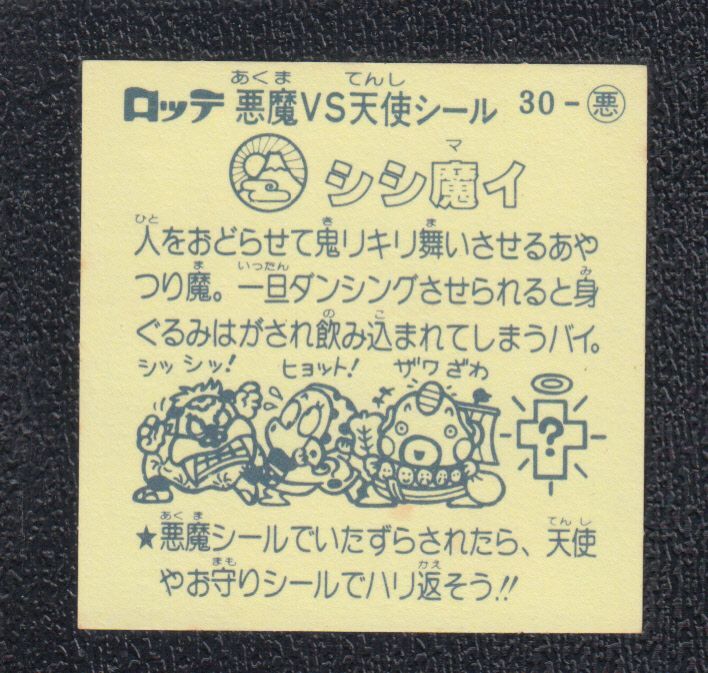 あくま てんし
ロッテ 悪魔VS天使シール 30-悪
マ
シシ魔イ
ひと き ま
人をおどらせて鬼リキリ舞いさせるあや
ま いったん み
つり魔。一旦ダンシングさせられると身
の こ
ぐるみはがされ飲み込まれてしまうバイ。
シッシッ! ヒョット! ザワざわ
?
あくま てんし
★悪魔シールでいたずらされたら、天使
まも かえ
やお守りシールでハリ返そう!!